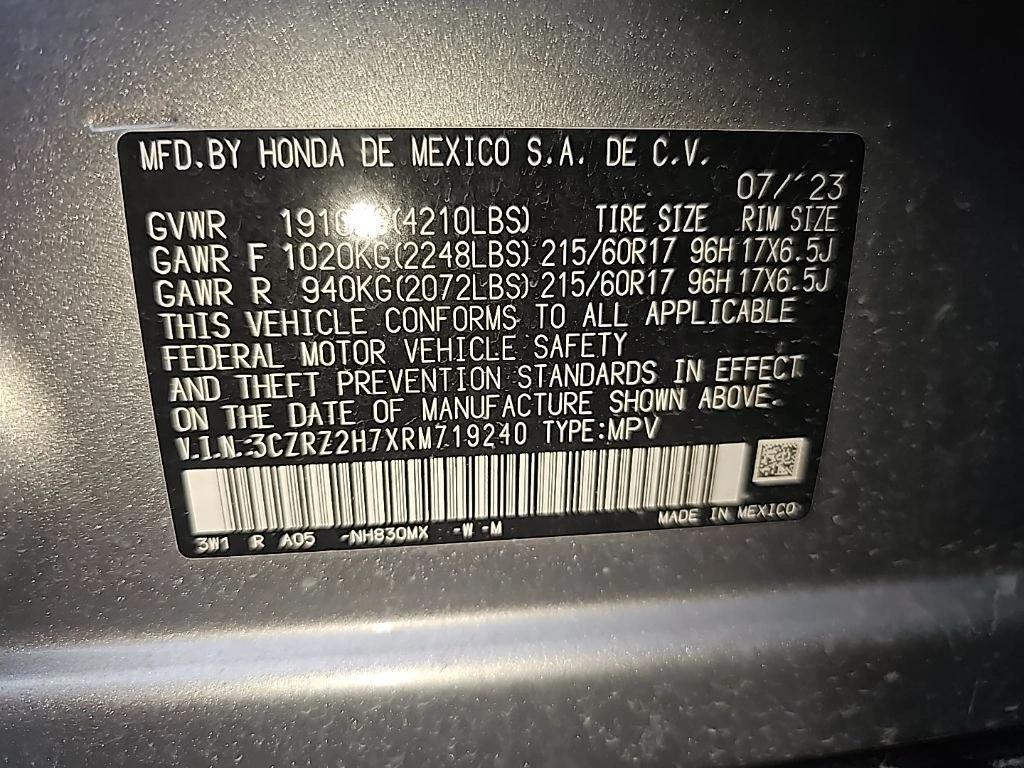 MFD.BY HONDA DE MEXICO S.A. DE C.V.
07/'23
GVWR (4210LBS) TIRE SIZE RIM SIZE
GAWR F 1020KG(2248LBS) 215/60R17 96H 17X6.5J
GAWR R 940KG(2072LBS) 215/60R17 96H 17X6.5J
THIS VEHICLE CONFORMS TO ALL APPLICABLE
FEDERAL MOTOR VEHICLE SAFETY
AND THEFT PREVENTION STANDARDS IN EFFECT
ON THE DATE OF MANUFACTURE SHOWN ABOVE.
V.I.N:3CZRZ2H7XRM719240 TYPE:MPV
MADE IN MEXICO
3W1 R A05 -NH830MX -W -M